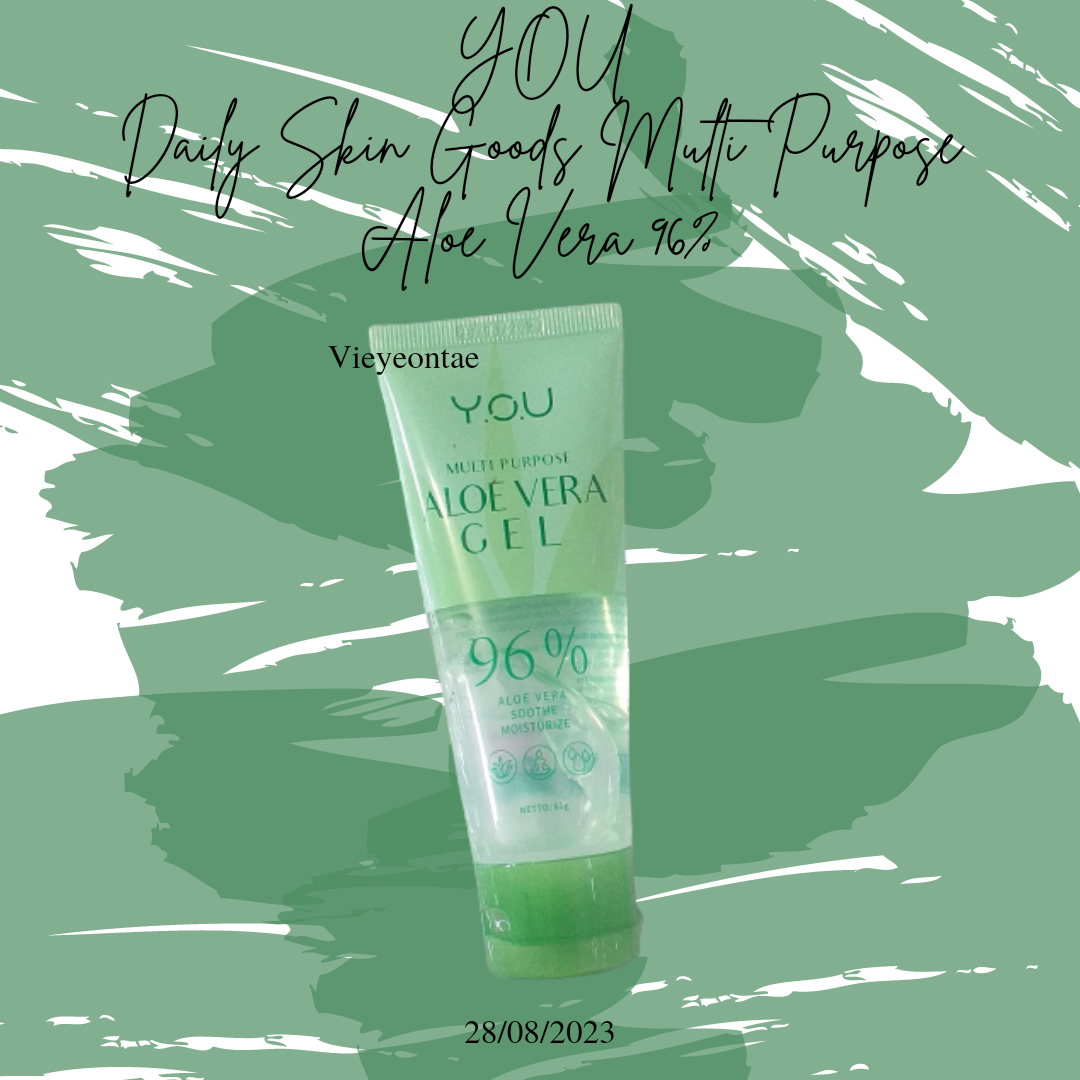 YOU
Daily Skin Goods Multi Purpose
Aloe Vera 96%
Vieyeontae
Y.O.U
MULTI PURPOSE
ALOE VERA
GEL
96%
ALOE VERA
SOOTHE
MOISTURIZE
NETTO:
28/08/2023